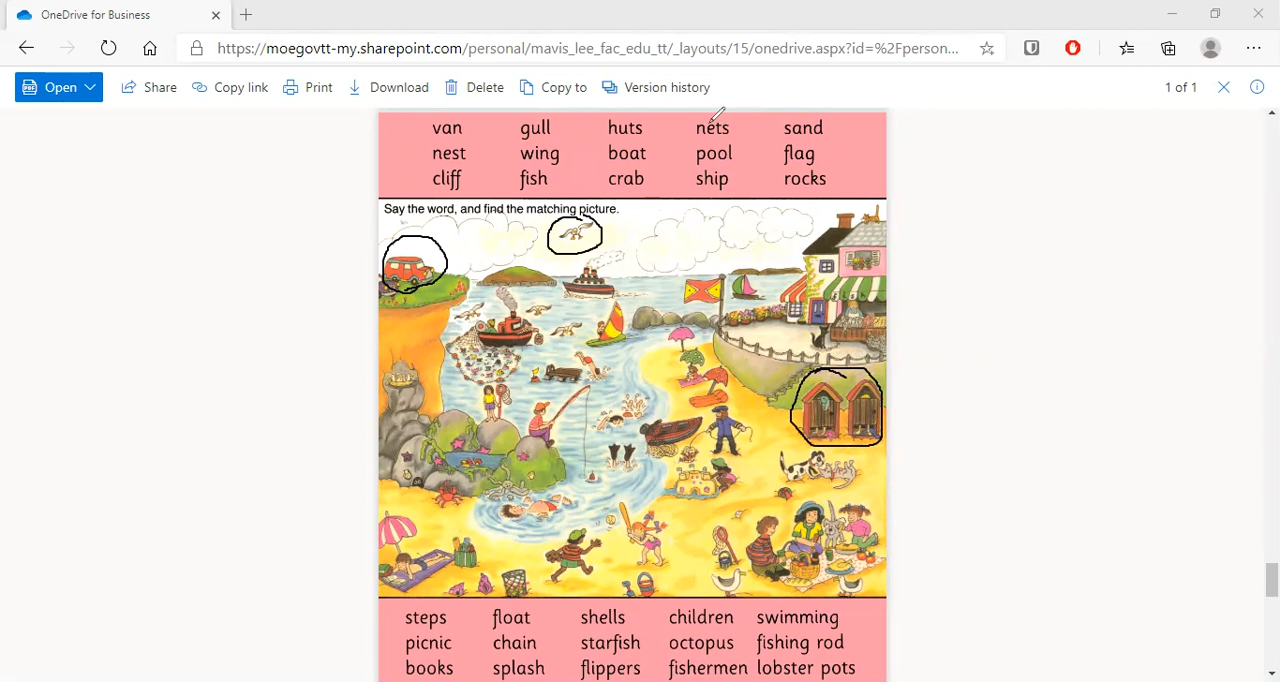 OneDrive for Business
https://moegovtt-my.sharepoint.com/personal/mavis_lee_fac_edu_tt/_layouts/15/onedrive.aspx?id=%2Fperson...
Open Share Copy link Print Download Delete Copy to Version history 1 of 1
van gull huts nets sand
nest wing boat pool flag
cliff fish crab ship rocks
Say the word, and find the matching picture.
steps float shells children swimming
picnic chain starfish octopus fishing rod
books splash flippers fishermen lobster pots